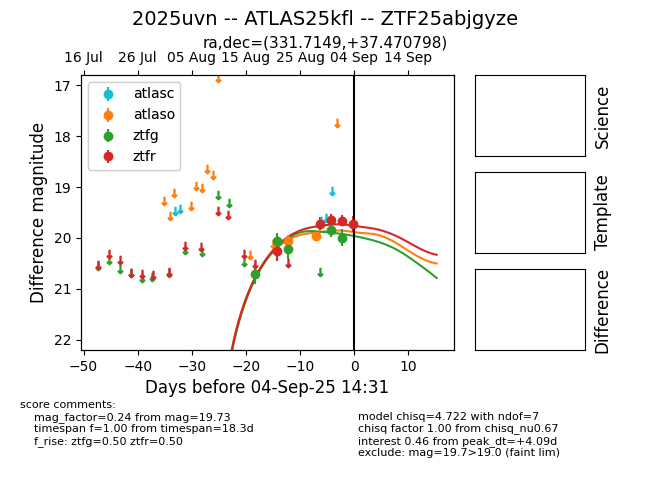 2025uvn -- ATLAS25kfl -- ZTF25abjgyze
ra,dec=(331.7149,+37.470798)
16 Jul 26 Jul 05 Aug 15 Aug 25 Aug 04 Sep 14 Sep
atlasc
atlaso
ztfg
ztfr
17
18
19
20
21
22
Difference magnitude
−50 −40 −30 −20 −10 0 10
Days before 04-Sep-25 14:31
Science
Template
Difference
score comments:
mag_factor=0.24 from mag=19.73
timespan f=1.00 from timespan=18.3d
f_rise: ztfg=0.50 ztfr=0.50
model chisq=4.722 with ndof=7
chisq factor 1.00 from chisq_nu0.67
interest 0.46 from peak_dt=+4.09d
exclude: mag=19.7>19.0 (faint lim)